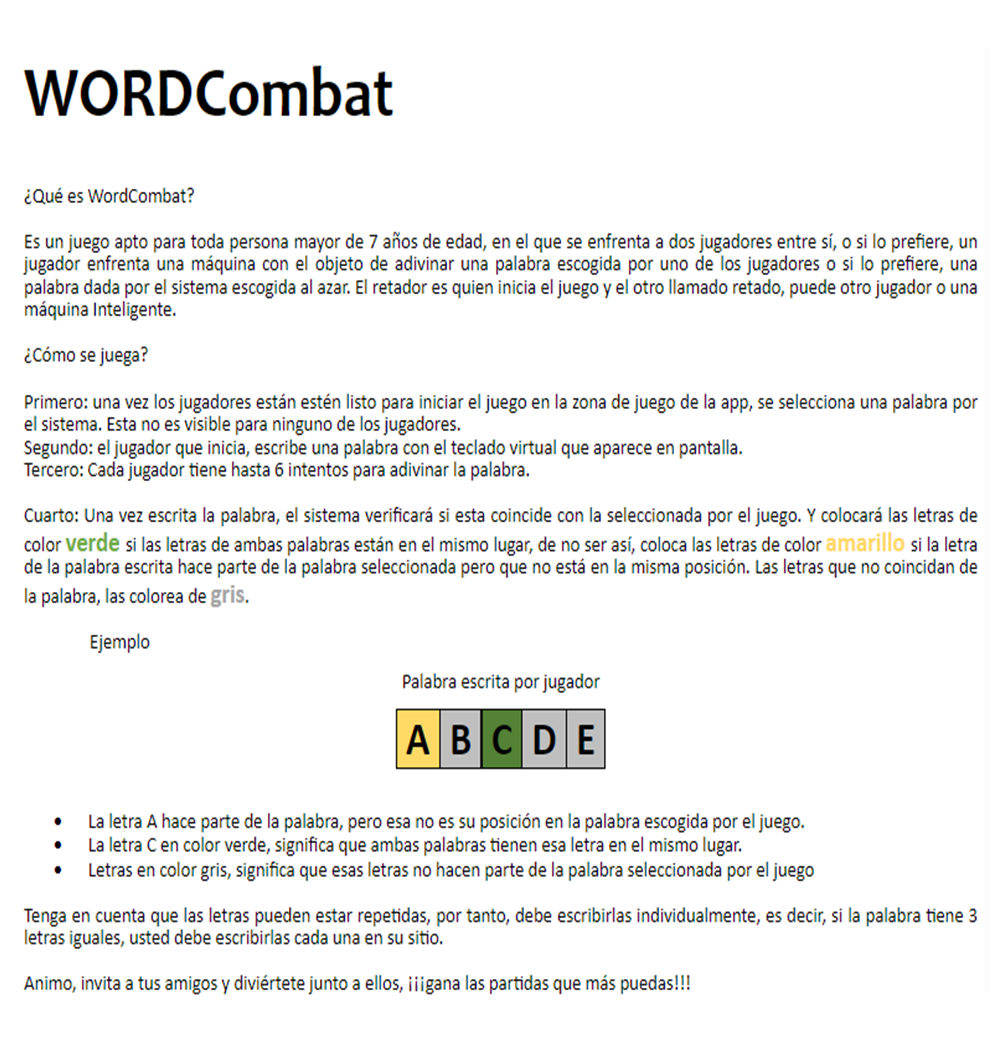 WORDCombat
¿Qué es WordCombat?
Es un juego apto para toda persona mayor de 7 años de edad, en el que se enfrenta a dos jugadores entre sí, o si lo prefiere, un
jugador enfrenta una máquina con el objeto de adivinar una palabra escogida por uno de los jugadores o si lo prefiere, una
palabra dada por el sistema escogida al azar. El retador es quien inicia el juego y el otro llamado retado, puede otro jugador o una
máquina Inteligente.
¿Cómo se juega?
Primero: una vez los jugadores están estén listo para iniciar el juego en la zona de juego de la app, se selecciona una palabra por
el sistema. Esta no es visible para ninguno de los jugadores.
Segundo: el jugador que inicia, escribe una palabra con el teclado virtual que aparece en pantalla.
Tercero: Cada jugador tiene hasta 6 intentos para adivinar la palabra.
Cuarto: Una vez escrita la palabra, el sistema verificará si esta coincide con la seleccionada por el juego. Y colocará las letras de
color verde si las letras de ambas palabras están en el mismo lugar, de no ser así, coloca las letras de color amarillo si la letra
de la palabra escrita hace parte de la palabra seleccionada pero que no está en la misma posición. Las letras que no coincidan de
la palabra, las colorea de gris.
Ejemplo
Palabra escrita por jugador
A B C D E
• La letra A hace parte de la palabra, pero esa no es su posición en la palabra escogida por el juego.
• La letra C en color verde, significa que ambas palabras tienen esa letra en el mismo lugar.
• Letras en color gris, significa que esas letras no hacen parte de la palabra seleccionada por el juego
Tenga en cuenta que las letras pueden estar repetidas, por tanto, debe escribirlas individualmente, es decir, si la palabra tiene 3
letras iguales, usted debe escribirlas cada una en su sitio.
Animo, invita a tus amigos y diviértete junto a ellos, ¡¡¡gana las partidas que más puedas!!!